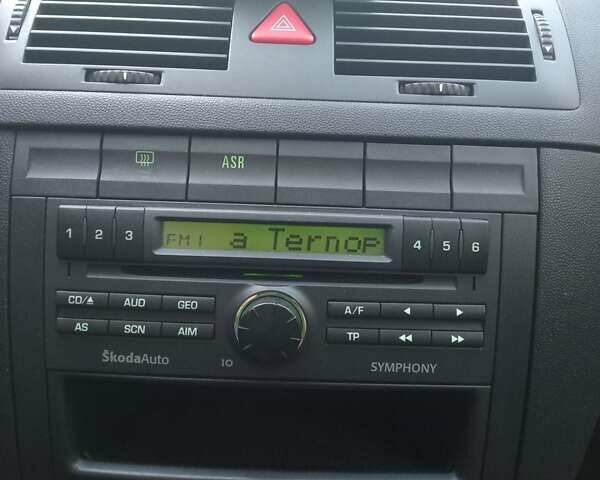 ASR
1 2 3 FM1 a Ternop 4 5 6
CD/▲ AUD GEO A/F ◀ ▶
AS SCN AIM TP ◀◀ ▶▶
ŠkodaAuto SYMPHONY